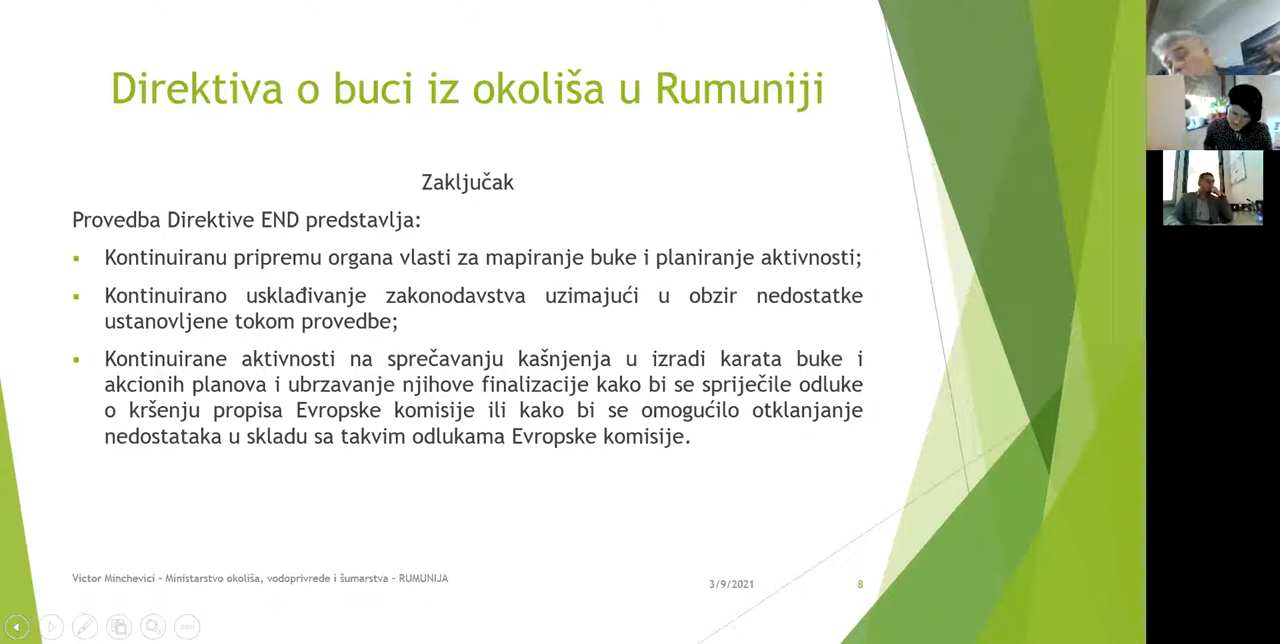 Direktiva o buci iz okoliša u Rumuniji
Zaključak
Provedba Direktive END predstavlja:
Kontinuiranu pripremu organa vlasti za mapiranje buke i planiranje aktivnosti;
Kontinuirano usklađivanje zakonodavstva uzimajući u obzir nedostatke
ustanovljene tokom provedbe;
Kontinuirane aktivnosti na sprečavanju kašnjenja u izradi karata buke i
akcionih planova i ubrzavanje njihove finalizacije kako bi se spriječile odluke
o kršenju propisa Evropske komisije ili kako bi se omogućilo otklanjanje
nedostataka u skladu sa takvim odlukama Evropske komisije.
Victor Minchevici – Ministarstvo okoliša, vodoprivrede i šumarstva – RUMUNIJA
3/9/2021
8